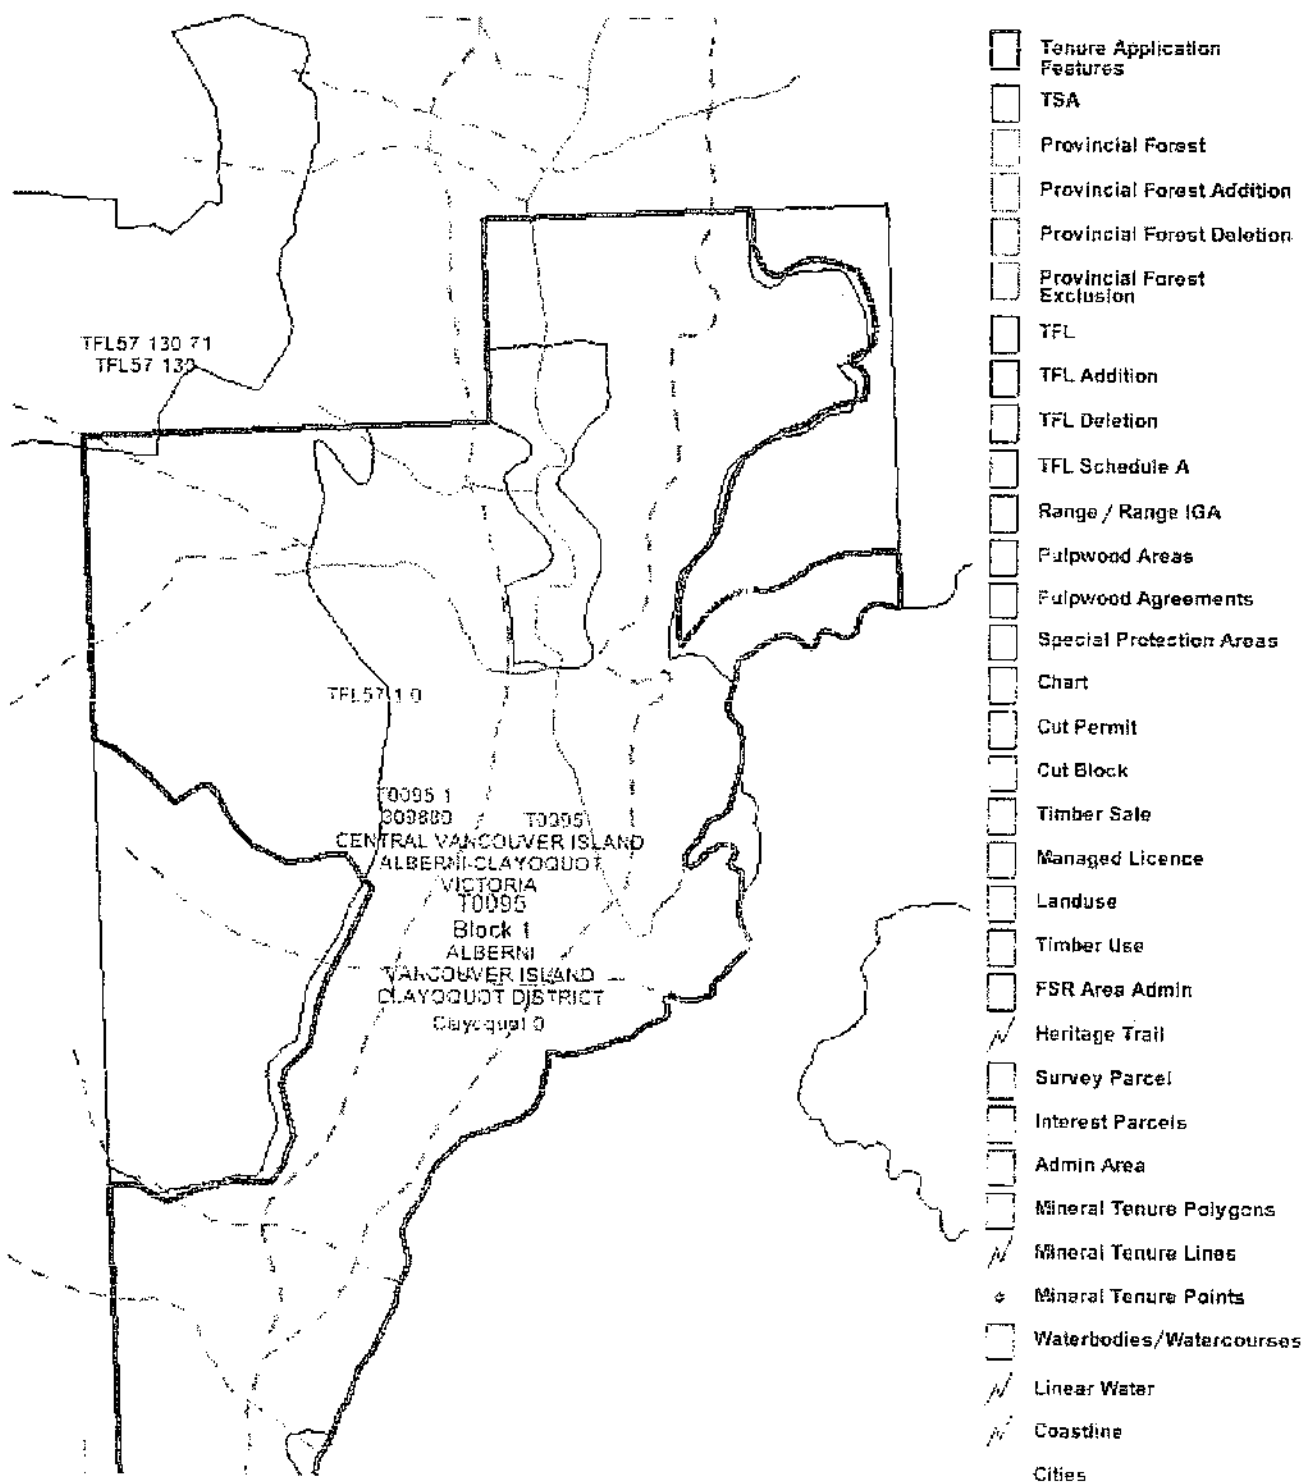 TFL57 130 71
TFL57 130
TFL57 1 0
T0095 1
309880
T0095
CENTRAL VANCOUVER ISLAND
ALBERNI-CLAYOQUOT
VICTORIA
T0095
Block 1
ALBERNI
VANCOUVER ISLAND
CLAYOQUOT DISTRICT
Clayoquot 0
Tenure Application
Features
TSA
Provincial Forest
Provincial Forest Addition
Provincial Forest Deletion
Provincial Forest
Exclusion
TFL
TFL Addition
TFL Deletion
TFL Schedule A
Range / Range IGA
Pulpwood Areas
Pulpwood Agreements
Special Protection Areas
Chart
Cut Permit
Cut Block
Timber Sale
Managed Licence
Landuse
Timber Use
FSR Area Admin
Heritage Trail
Survey Parcel
Interest Parcels
Admin Area
Mineral Tenure Polygons
Mineral Tenure Lines
Mineral Tenure Points
Waterbodies/Watercourses
Linear Water
Coastline
Cities